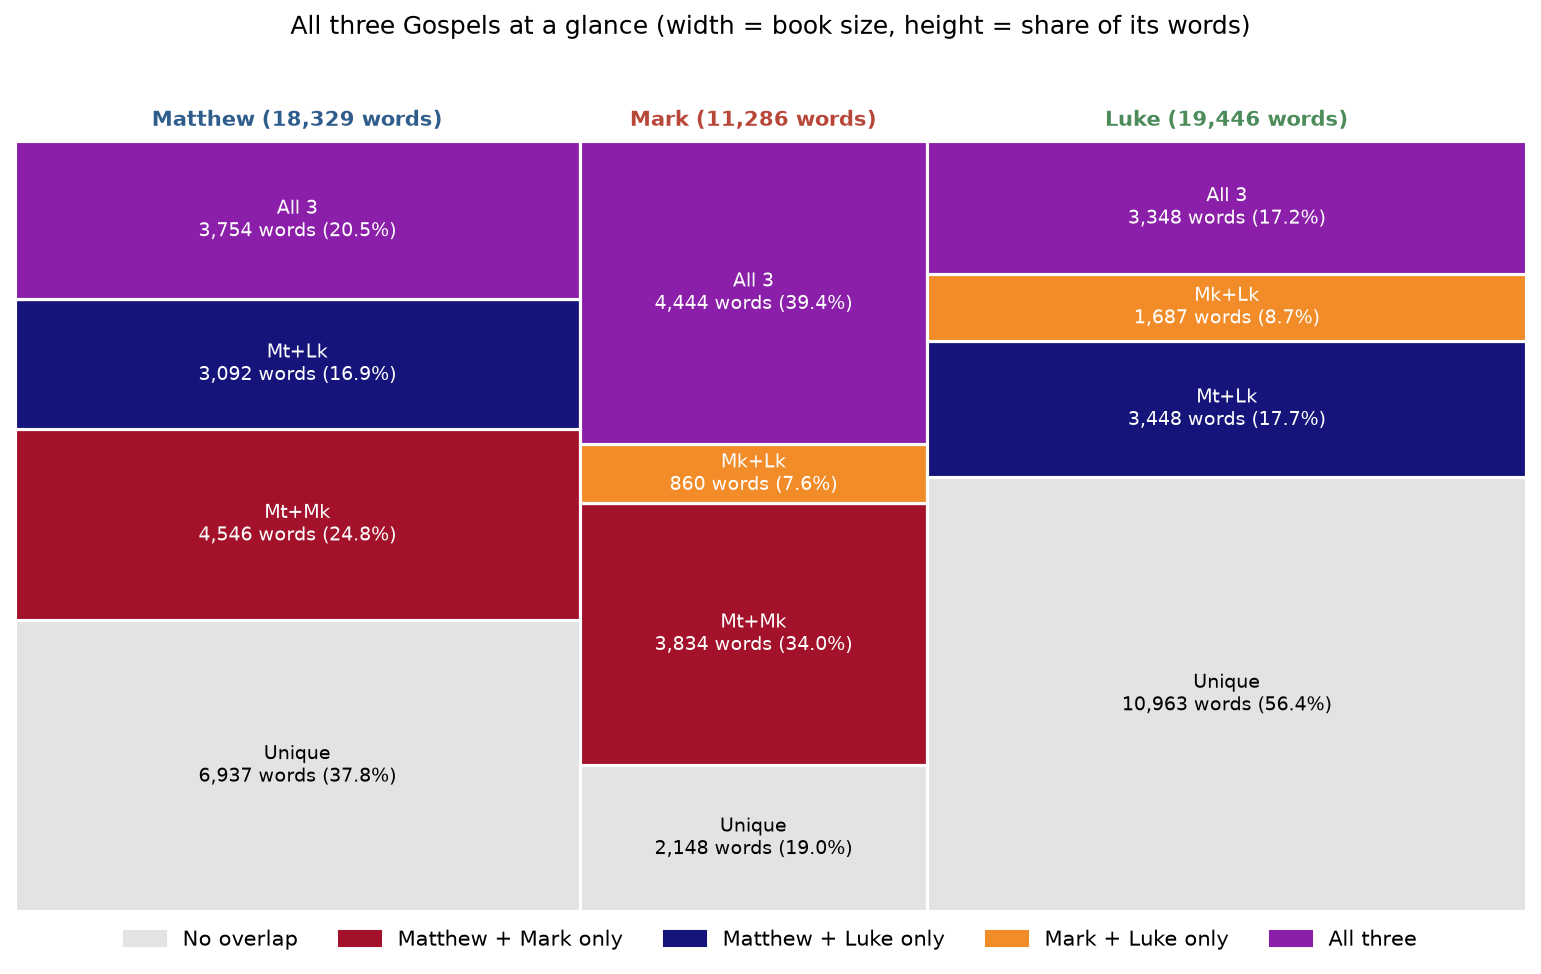 All three Gospels at a glance (width = book size, height = share of its words)
Matthew (18,329 words)
All 3
3,754 words (20.5%)
Mt+Lk
3,092 words (16.9%)
Mt+Mk
4,546 words (24.8%)
Unique
6,937 words (37.8%)
Mark (11,286 words)
All 3
4,444 words (39.4%)
Mk+Lk
860 words (7.6%)
Mt+Mk
3,834 words (34.0%)
Unique
2,148 words (19.0%)
Luke (19,446 words)
All 3
3,348 words (17.2%)
Mk+Lk
1,687 words (8.7%)
Mt+Lk
3,448 words (17.7%)
Unique
10,963 words (56.4%)
No overlap
Matthew + Mark only
Matthew + Luke only
Mark + Luke only
All three